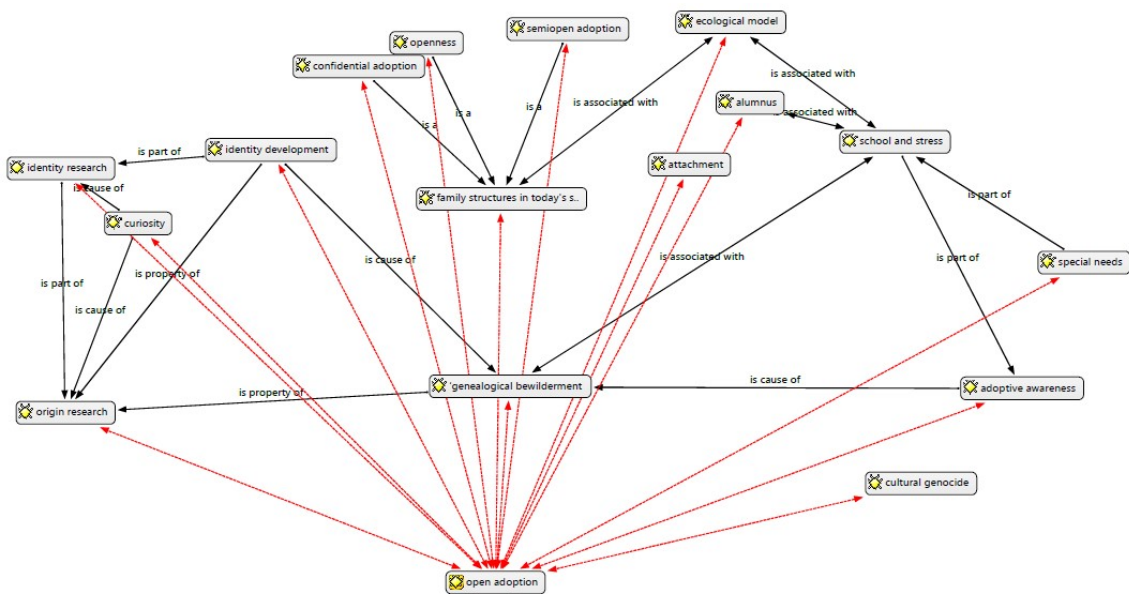 semiopen adoption
ecological model
openness
confidential adoption
is associated with
alumnus
is associated with
is associated with
is a
is a
is a
school and stress
is part of
identity development
identity research
attachment
is cause of
family structures in today's s..
is part of
curiosity
is cause of
is associated with
is part of
special needs
is property of
is part of
is cause of
is cause of
'genealogical bewilderment
adoptive awareness
is property of
origin research
cultural genocide
open adoption